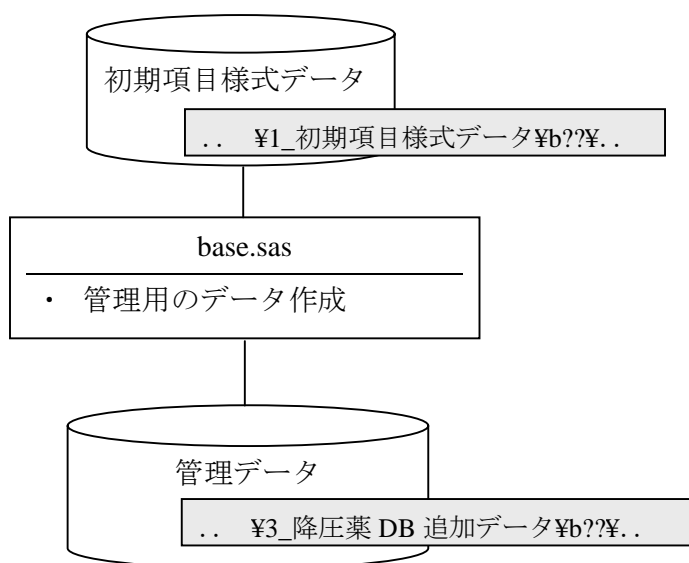 初期項目様式データ
．． ¥1_初期項目様式データ¥b??¥．．
base.sas
・ 管理用のデータ作成
管理データ
．． ¥3_降圧薬 DB 追加データ¥b??¥．．